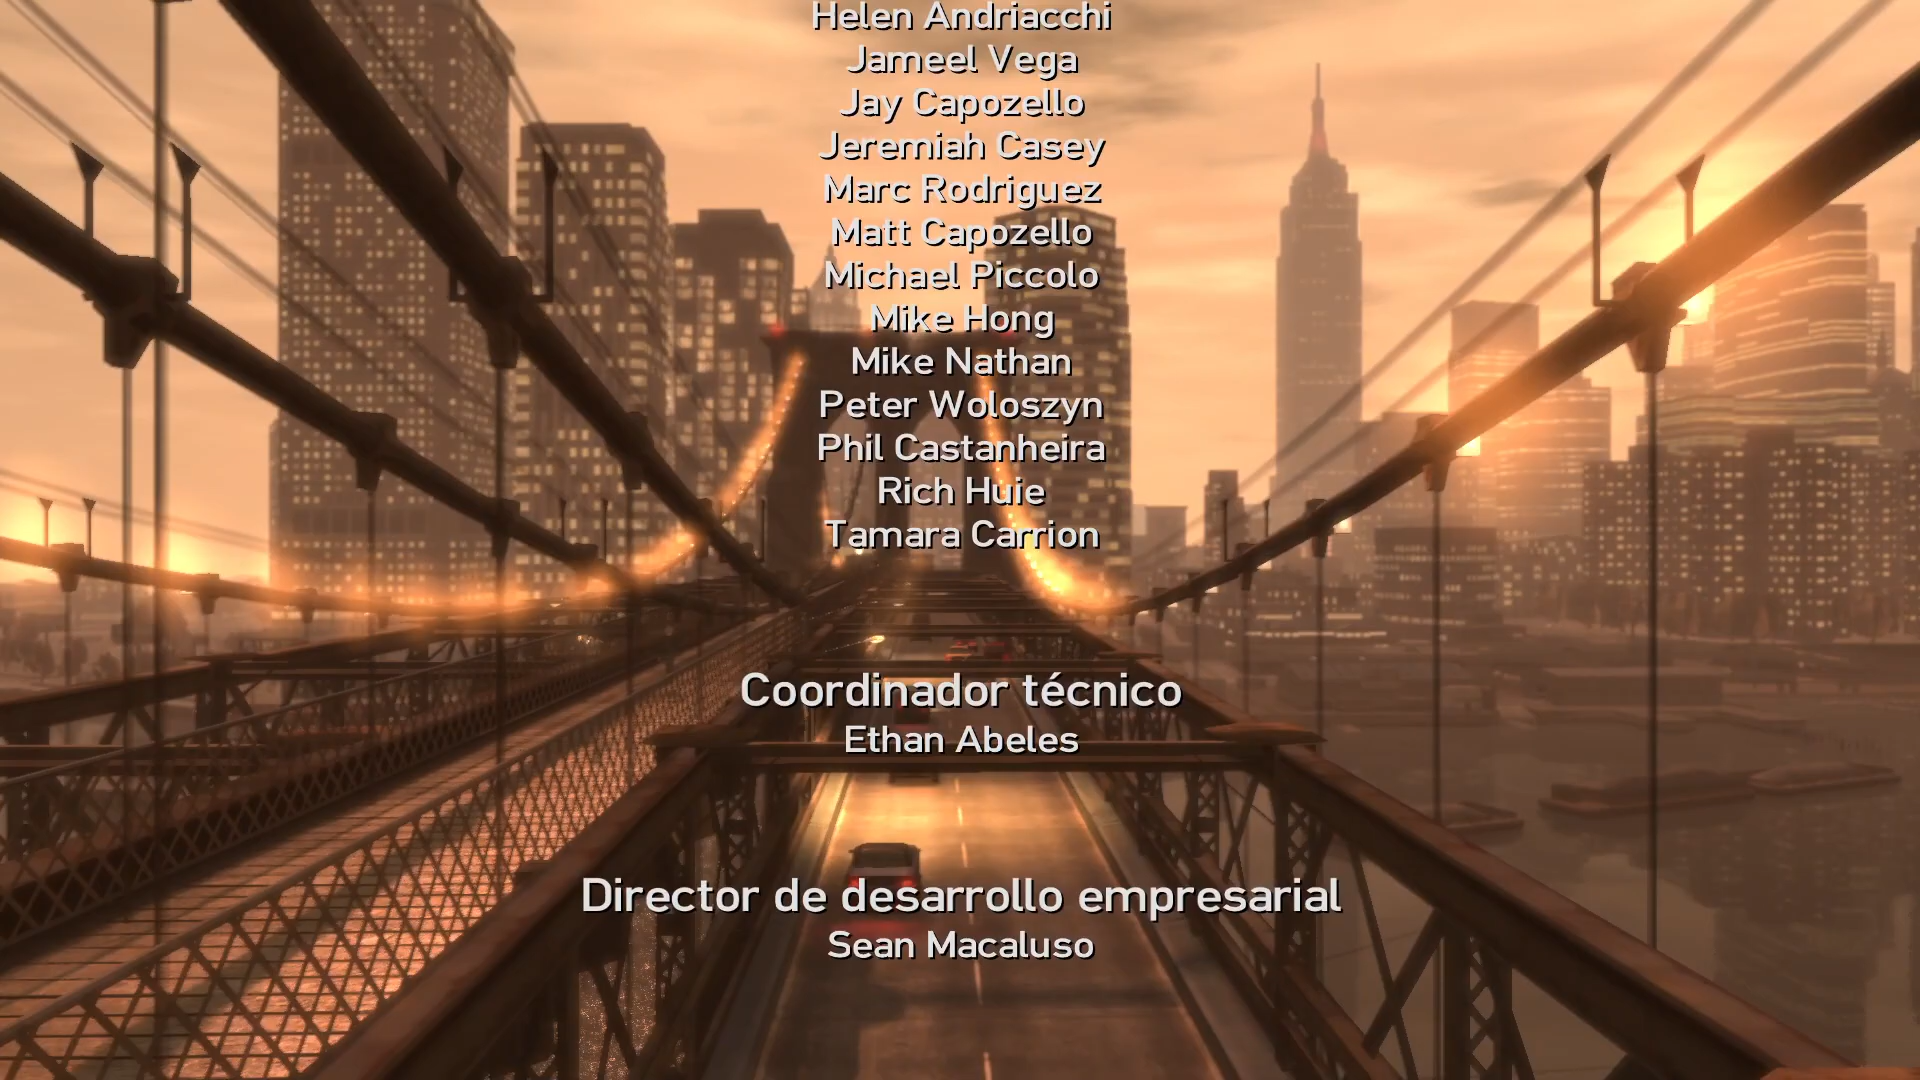 Helen Andriacchi
Jameel Vega
Jay Capozello
Jeremiah Casey
Marc Rodriguez
Matt Capozello
Michael Piccolo
Mike Hong
Mike Nathan
Peter Woloszyn
Phil Castanheira
Rich Huie
Tamara Carrion
Coordinador técnico
Ethan Abeles
Director de desarrollo empresarial
Sean Macaluso